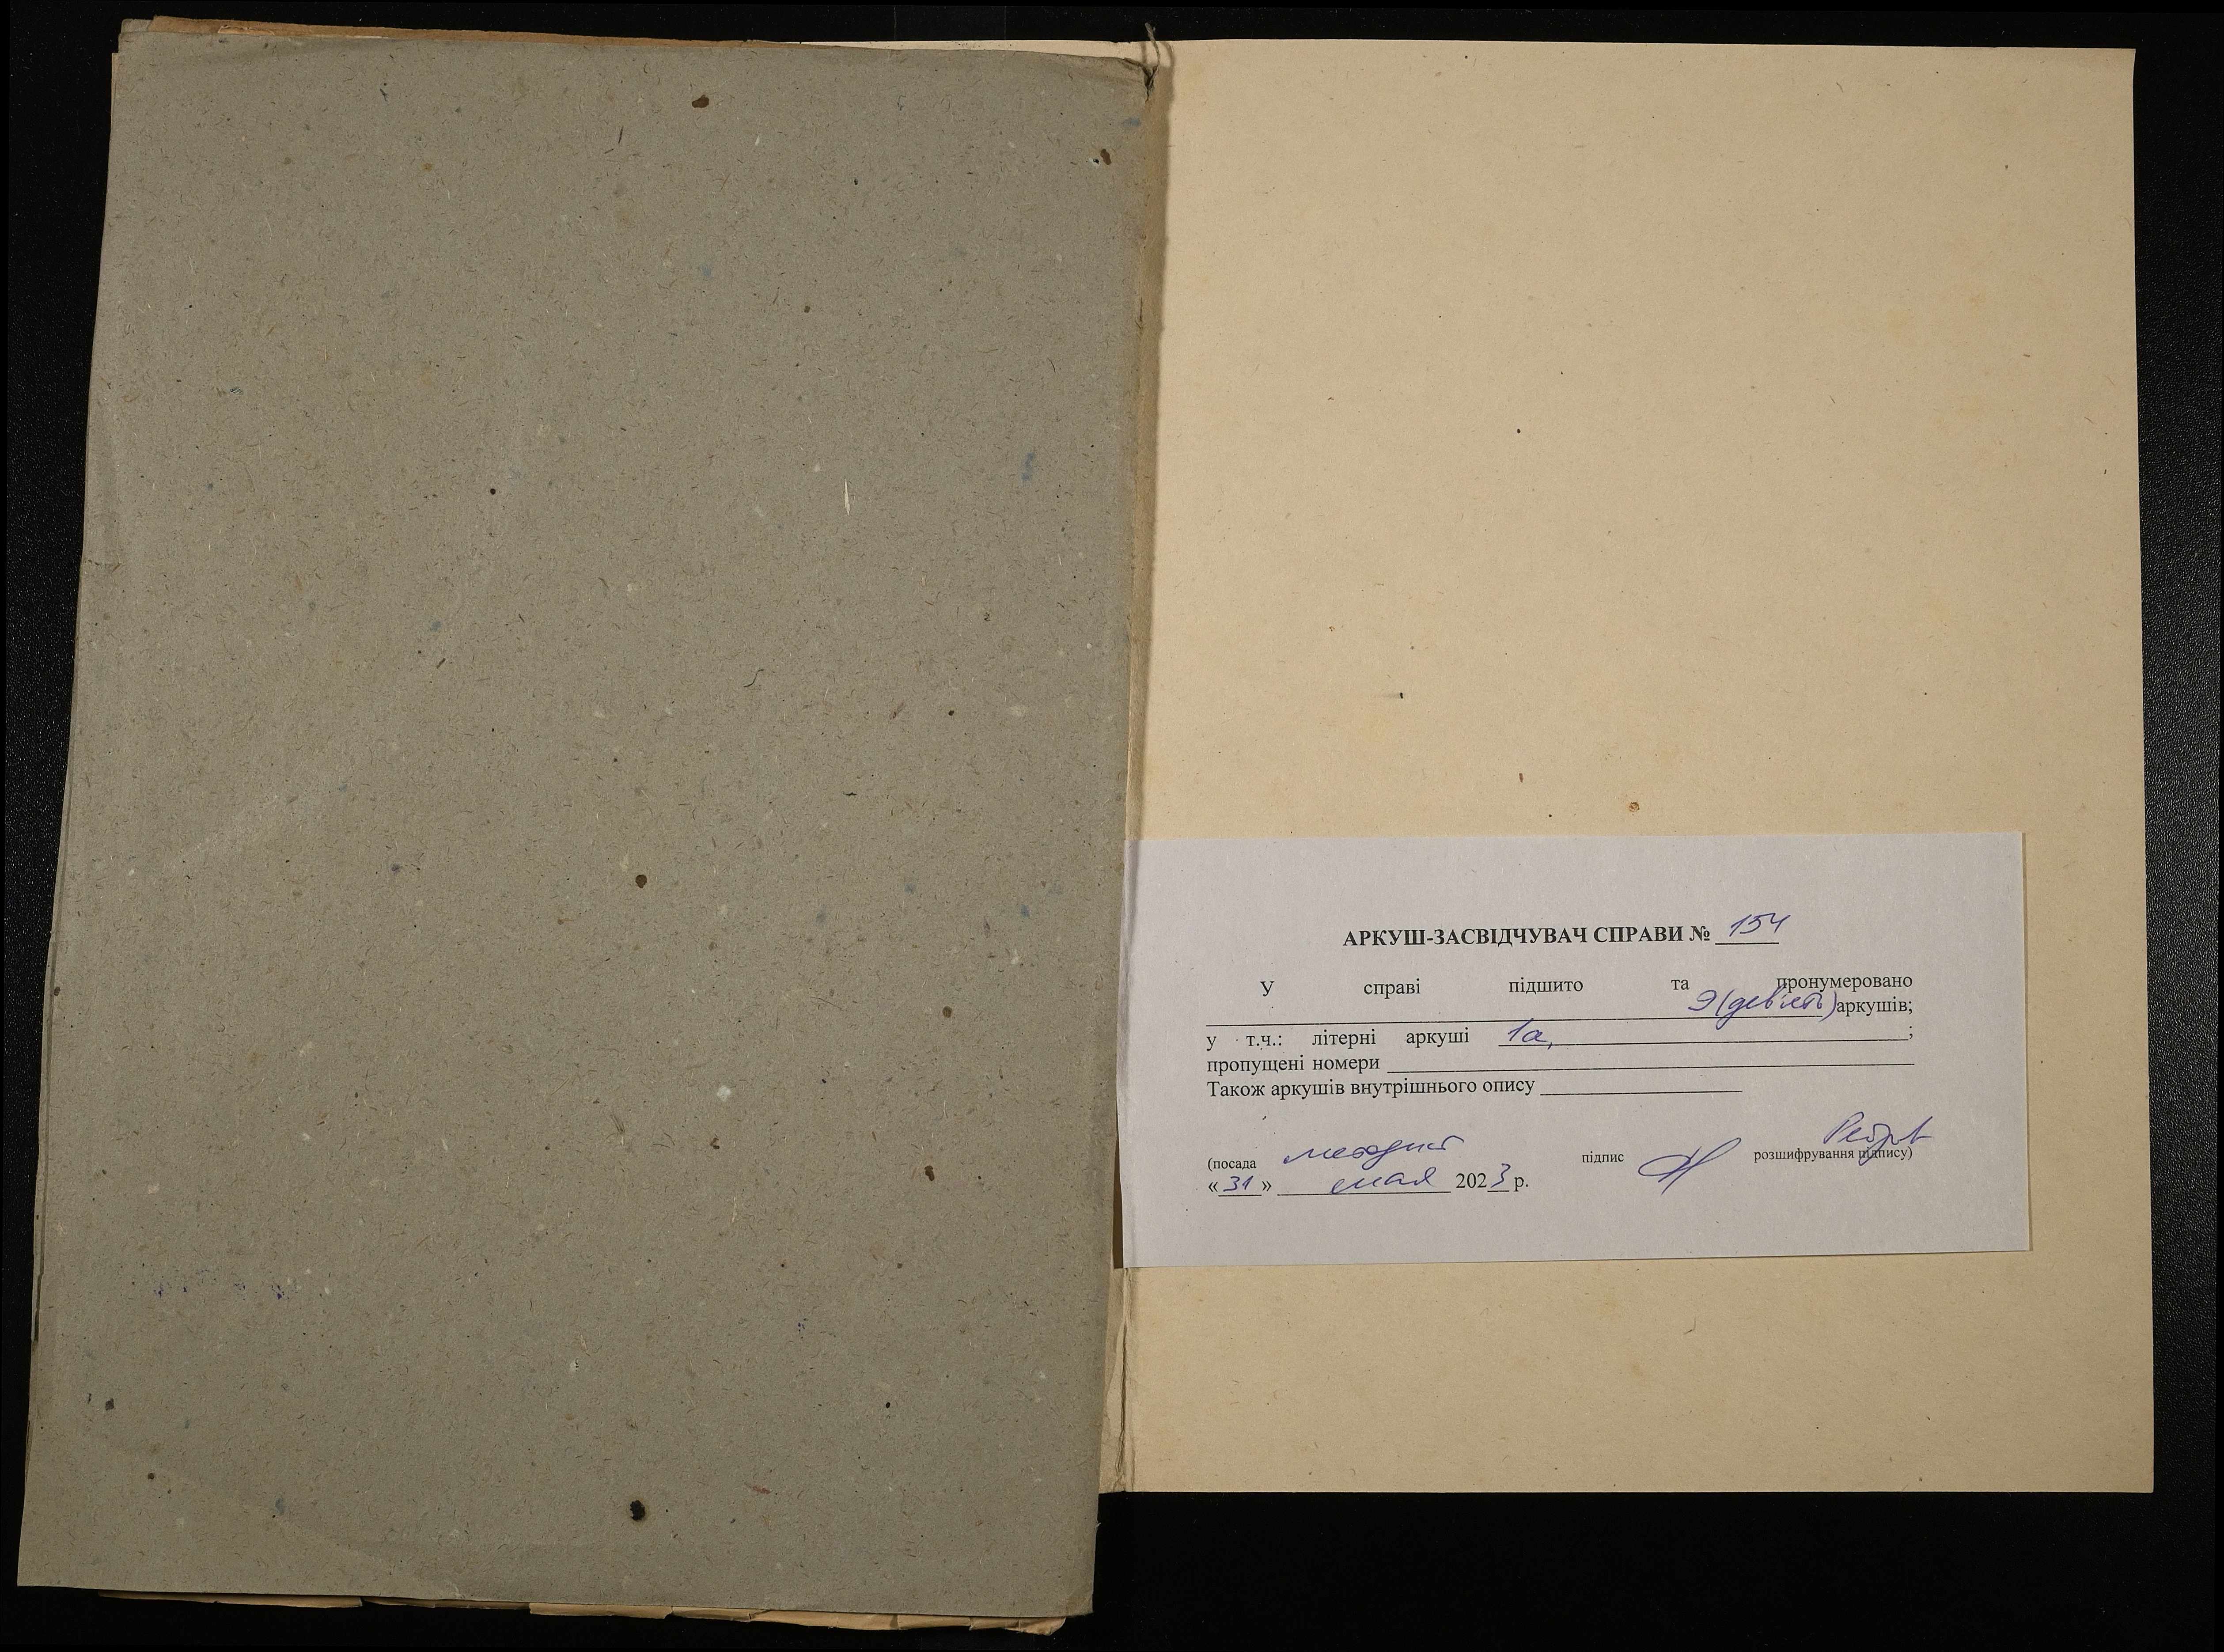 АРКУШ-ЗАСВІДЧУВАЧ СПРАВИ № 154
У справі підшито та пронумеровано
9 (дев'ять) аркушів;
у т.ч.: літерні аркуші 1а, ;
пропущені номери
Також аркушів внутрішнього опису
(посада підпис розшифрування підпису)
«31» мая 2023 р.